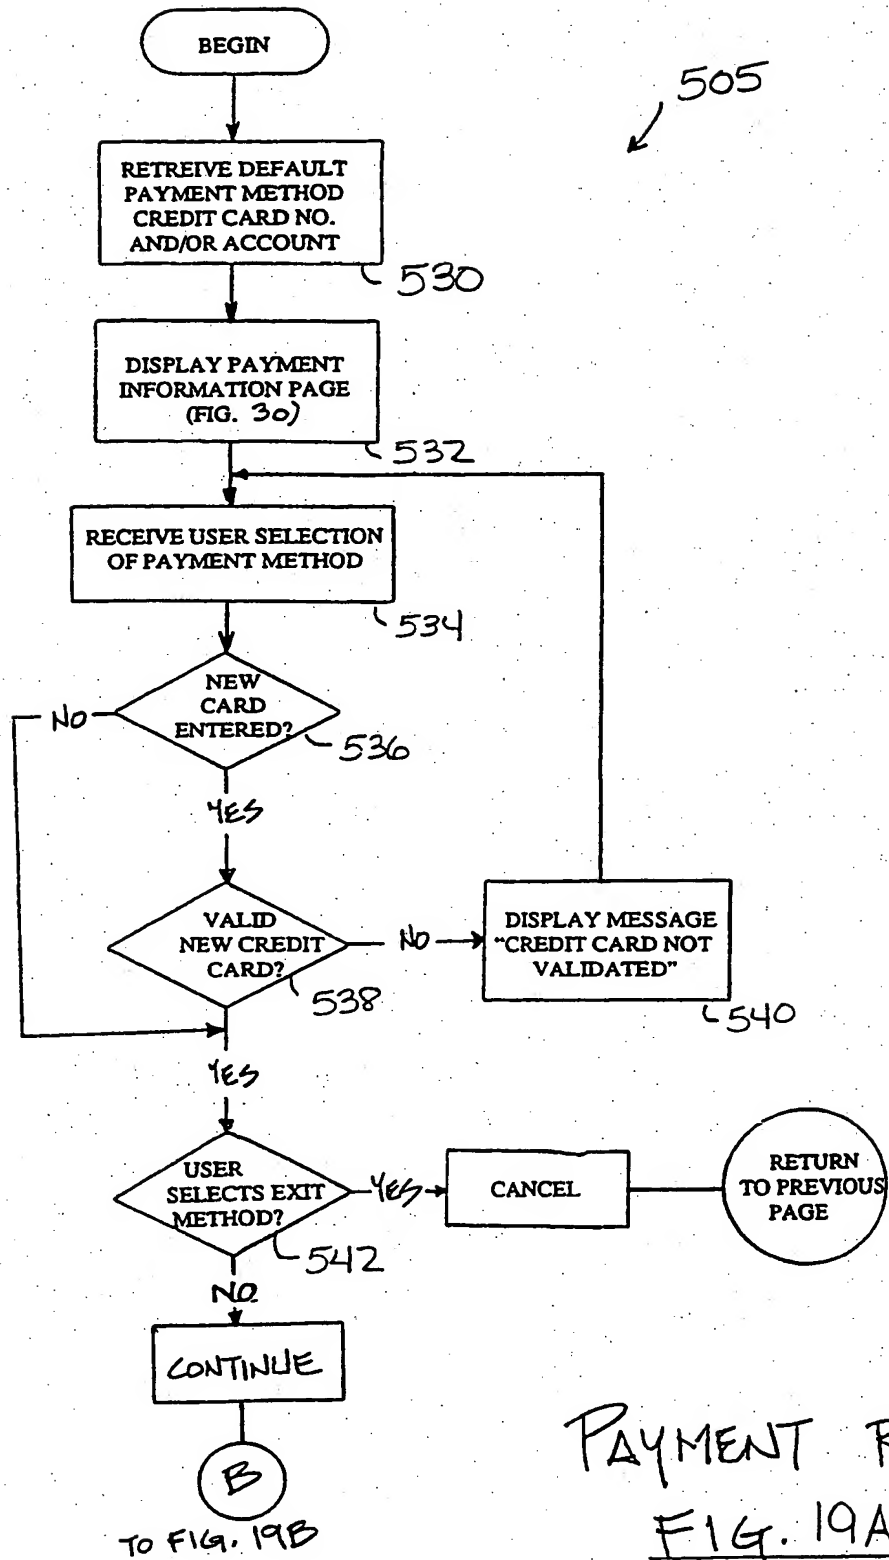 BEGIN
505
RETREIVE DEFAULT
PAYMENT METHOD
CREDIT CARD NO.
AND/OR ACCOUNT
530
DISPLAY PAYMENT
INFORMATION PAGE
(FIG. 30)
532
RECEIVE USER SELECTION
OF PAYMENT METHOD
534
NEW
CARD
ENTERED?
NO
536
YES
VALID
NEW CREDIT
CARD?
538
NO
DISPLAY MESSAGE
"CREDIT CARD NOT
VALIDATED"
540
YES
USER
SELECTS EXIT
METHOD?
542
YES
CANCEL
RETURN
TO PREVIOUS
PAGE
NO
CONTINUE
B
TO FIG. 19B
PAYMENT
FIG. 19A